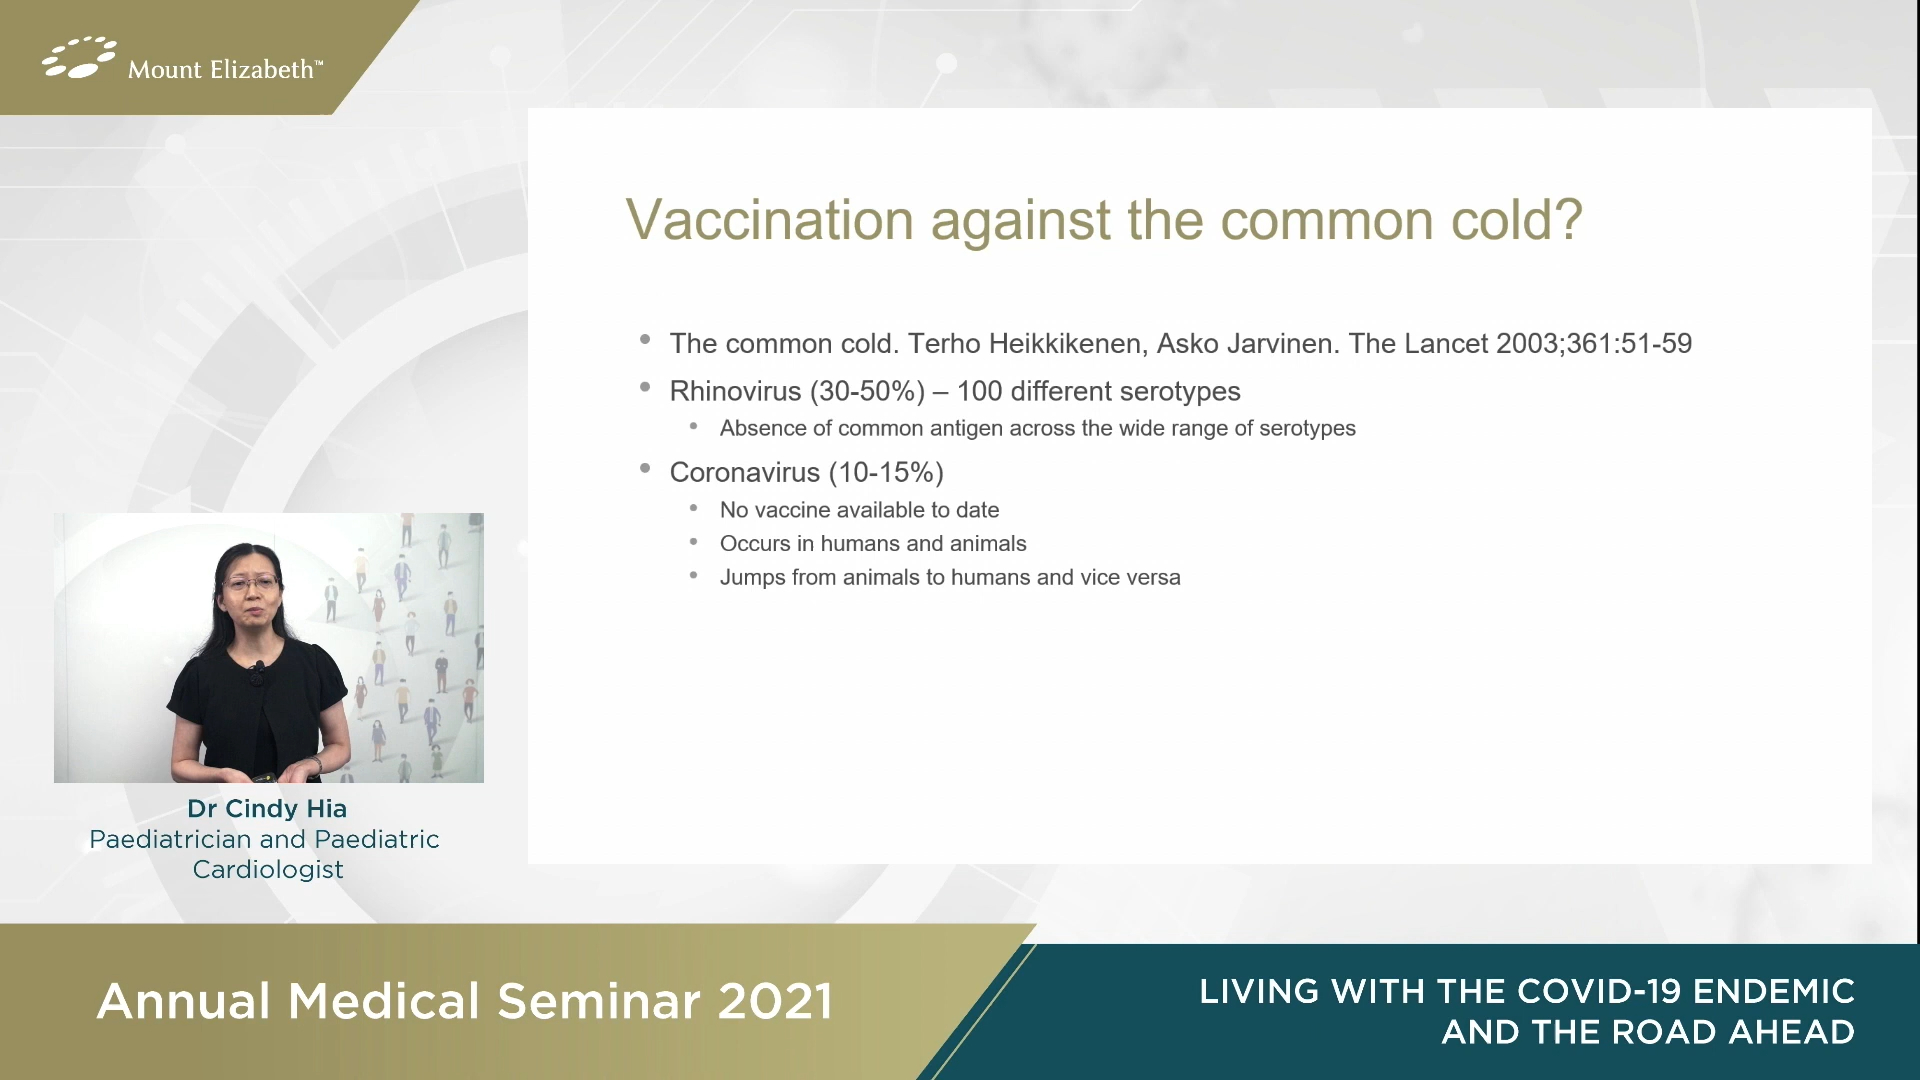 Mount Elizabeth™
Vaccination against the common cold?
• The common cold. Terho Heikkikenen, Asko Jarvinen. The Lancet 2003;361:51-59
• Rhinovirus (30-50%) – 100 different serotypes
• Absence of common antigen across the wide range of serotypes
• Coronavirus (10-15%)
• No vaccine available to date
• Occurs in humans and animals
• Jumps from animals to humans and vice versa
Dr Cindy Hia
Paediatrician and Paediatric
Cardiologist
Annual Medical Seminar 2021
LIVING WITH THE COVID-19 ENDEMIC
AND THE ROAD AHEAD